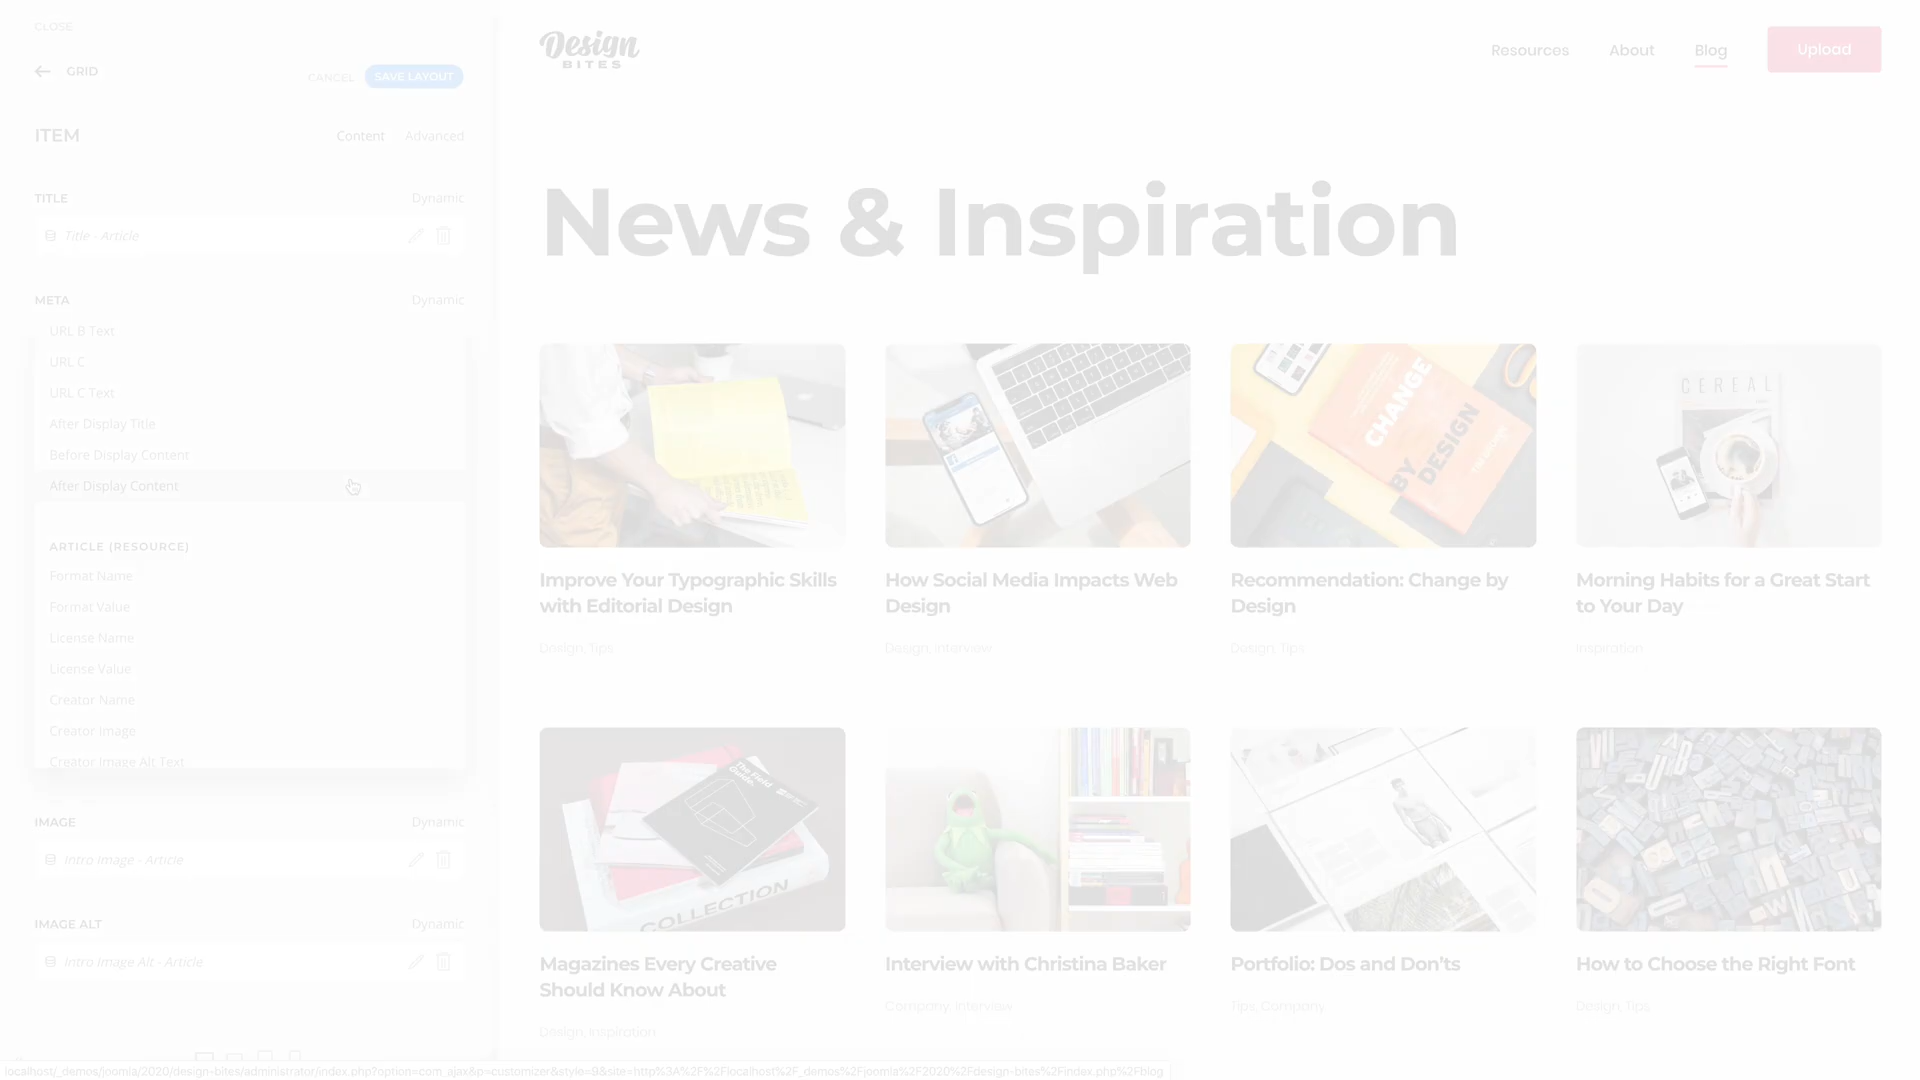 CLOSE
GRID
CANCEL
SAVE LAYOUT
ITEM
Content
Advanced
TITLE
Dynamic
Title - Article
META
Dynamic
URL B Text
URL C
URL C Text
After Display Title
Before Display Content
After Display Content
ARTICLE (RESOURCE)
Format Name
Format Value
License Name
License Value
Creator Name
Creator Image
Creator Image Alt Text
IMAGE
Dynamic
Intro Image - Article
IMAGE ALT
Dynamic
Intro Image Alt - Article
Design
BITES
Resources
About
Blog
Upload
News & Inspiration
CHANGE
BY
DESIGN
CEREAL
Improve Your Typographic Skills
with Editorial Design
Design, Tips
How Social Media Impacts Web
Design
Design, Interview
Recommendation: Change by
Design
Design, Tips
Morning Habits for a Great Start
to Your Day
Inspiration
The Field
Guide.
COLLECTION
Magazines Every Creative
Should Know About
Design, Inspiration
Interview with Christina Baker
Company, Interview
Portfolio: Dos and Don’ts
Tips, Company
How to Choose the Right Font
Design, Tips
localhost/_demos/joomla/2020/design-bites/administrator/index.php?option=com_ajax&p=customizer&style=9&site=http%3A%2F%2Flocalhost%2F_demos%2Fjoomla%2F2020%2Fdesign-bites%2Findex.php%2Fblog